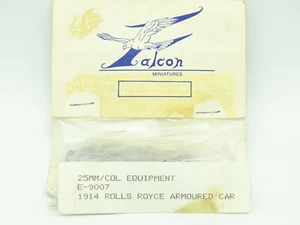 Falcon
MINIATURES
25MM/COL EQUIPMENT
E-9007
1914 ROLLS ROYCE ARMOURED CAR